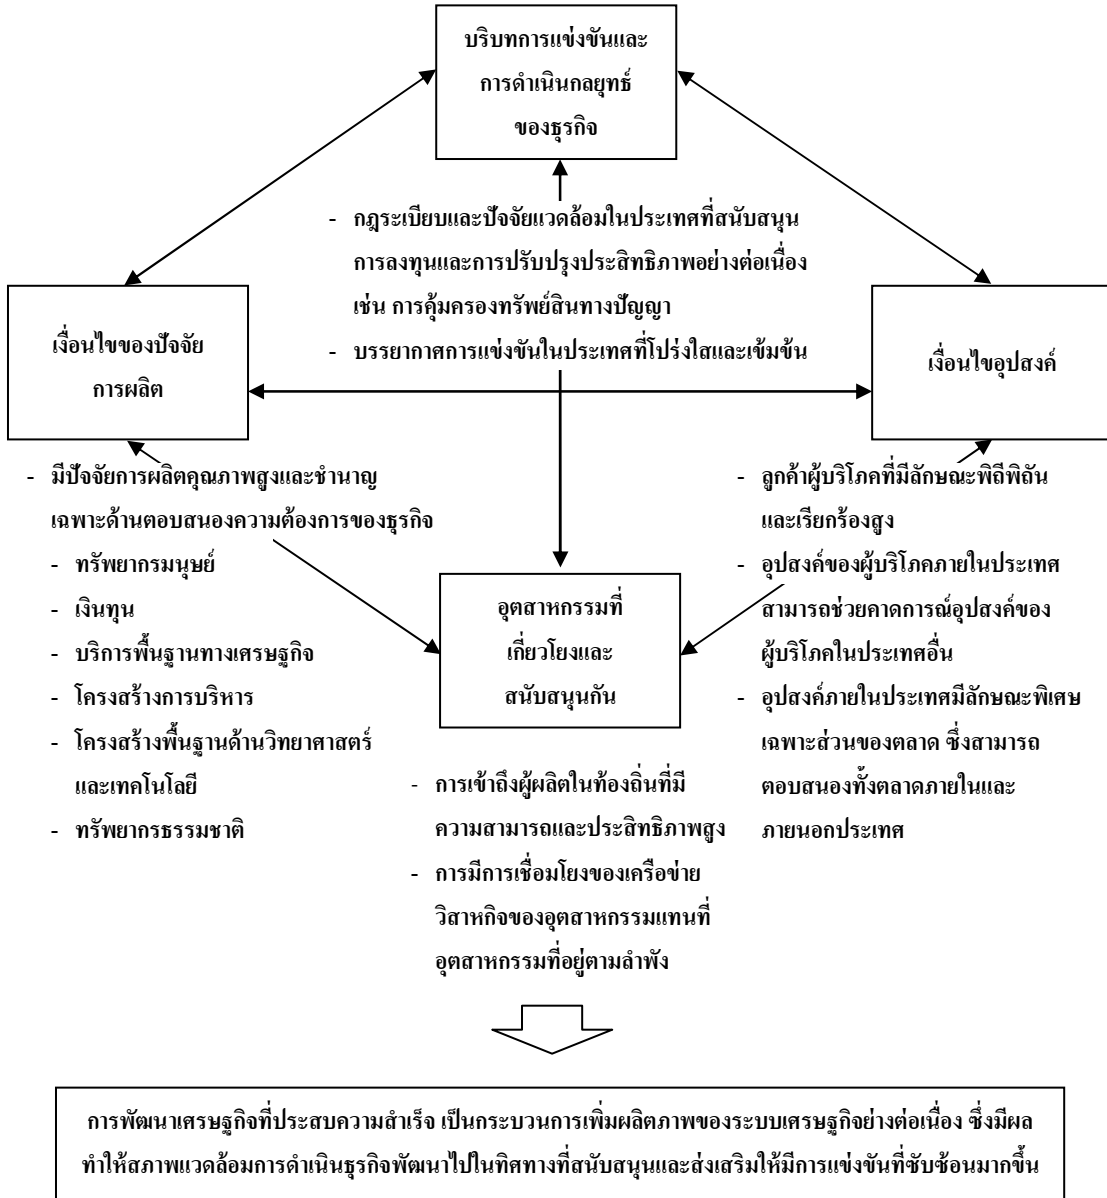 บริบทการแข่งขันและ
การดำเนินกลยุทธ์
ของธุรกิจ
- กฎระเบียบและปัจจัยแวดล้อมในประเทศที่สนับสนุน
การลงทุนและการปรับปรุงประสิทธิภาพอย่างต่อเนื่อง
เช่น การคุ้มครองทรัพย์สินทางปัญญา
- บรรยากาศการแข่งขันในประเทศที่โปร่งใสและเข้มข้น
เงื่อนไขของปัจจัย
การผลิต
เงื่อนไขอุปสงค์
- มีปัจจัยการผลิตคุณภาพสูงและชำนาญ
เฉพาะด้านตอบสนองความต้องการของธุรกิจ
- ทรัพยากรมนุษย์
- เงินทุน
- บริการพื้นฐานทางเศรษฐกิจ
- โครงสร้างการบริหาร
- โครงสร้างพื้นฐานด้านวิทยาศาสตร์
และเทคโนโลยี
- ทรัพยากรธรรมชาติ
อุตสาหกรรมที่
เกี่ยวโยงและ
สนับสนุนกัน
- การเข้าถึงผู้ผลิตในท้องถิ่นที่มี
ความสามารถและประสิทธิภาพสูง
- การมีการเชื่อมโยงของเครือข่าย
วิสาหกิจของอุตสาหกรรมแทนที่
อุตสาหกรรมที่อยู่ตามลำพัง
- ลูกค้าผู้บริโภคที่มีลักษณะพิถีพิถัน
และเรียกร้องสูง
- อุปสงค์ของผู้บริโภคภายในประเทศ
สามารถช่วยคาดการณ์อุปสงค์ของ
ผู้บริโภคในประเทศอื่น
- อุปสงค์ภายในประเทศมีลักษณะพิเศษ
เฉพาะส่วนของตลาด ซึ่งสามารถ
ตอบสนองทั้งตลาดภายในและ
ภายนอกประเทศ
การพัฒนาเศรษฐกิจที่ประสบความสำเร็จ เป็นกระบวนการเพิ่มผลิตภาพของระบบเศรษฐกิจย่างต่อเนื่อง ซึ่งมีผล
ทำให้สภาพแวดล้อมการดำเนินธุรกิจพัฒนาไปในทิศทางที่สนับสนุนและส่งเสริมให้มีการแข่งขันที่ซับซ้อนมากขึ้น